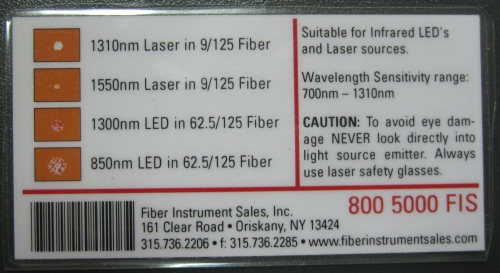 1310nm Laser in 9/125 Fiber
1550nm Laser in 9/125 Fiber
1300nm LED in 62.5/125 Fiber
850nm LED in 62.5/125 Fiber
Suitable for Infrared LED's
and Laser sources.
Wavelength Sensitivity range:
700nm – 1310nm
CAUTION: To avoid eye dam-
age NEVER look directly into
light source emitter. Always
use laser safety glasses.
Fiber Instrument Sales, Inc.
161 Clear Road • Oriskany, NY 13424
315.736.2206 • f: 315.736.2285 • www.fiberinstrumentsales.com
800 5000 FIS